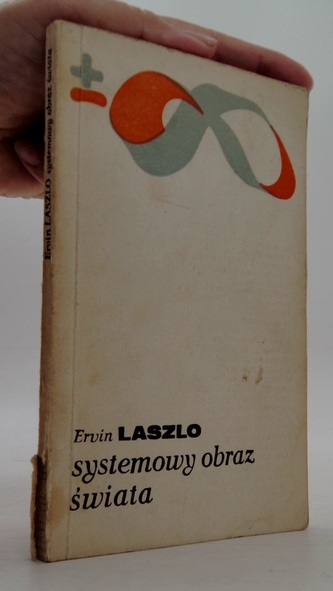 ±
Ervin LASZLO
systemowy obraz
świata
Ervin LASZLO systemowy obraz świata